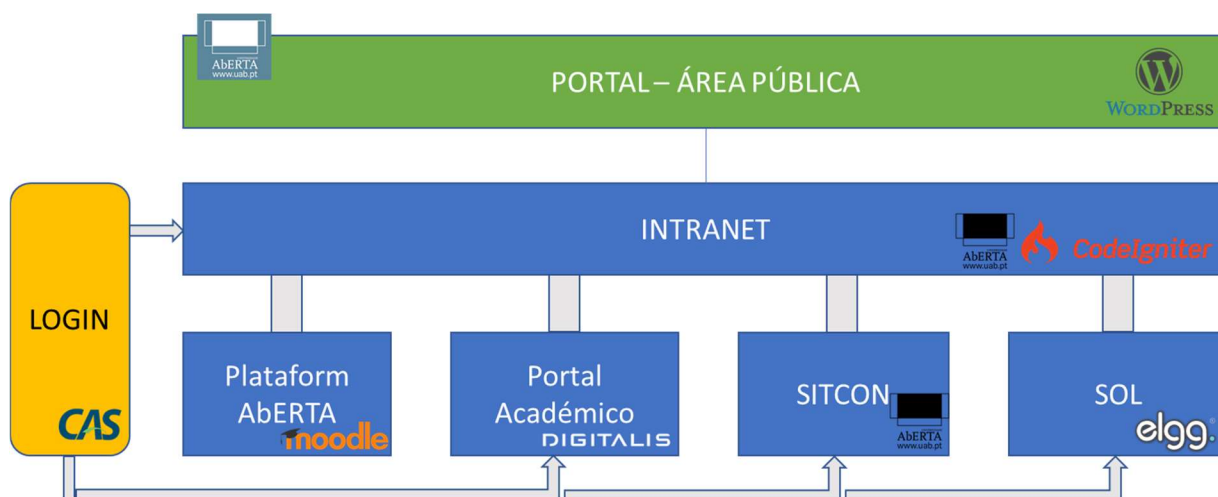 AbERTA
www.uab.pt
PORTAL – ÁREA PÚBLICA
WORDPRESS
INTRANET
AbERTA
www.uab.pt
CodeIgniter
LOGIN
CAS
Plataform
AbERTA
moodle
Portal
Académico
DIGITALIS
SITCON
AbERTA
www.uab.pt
SOL
elgg.